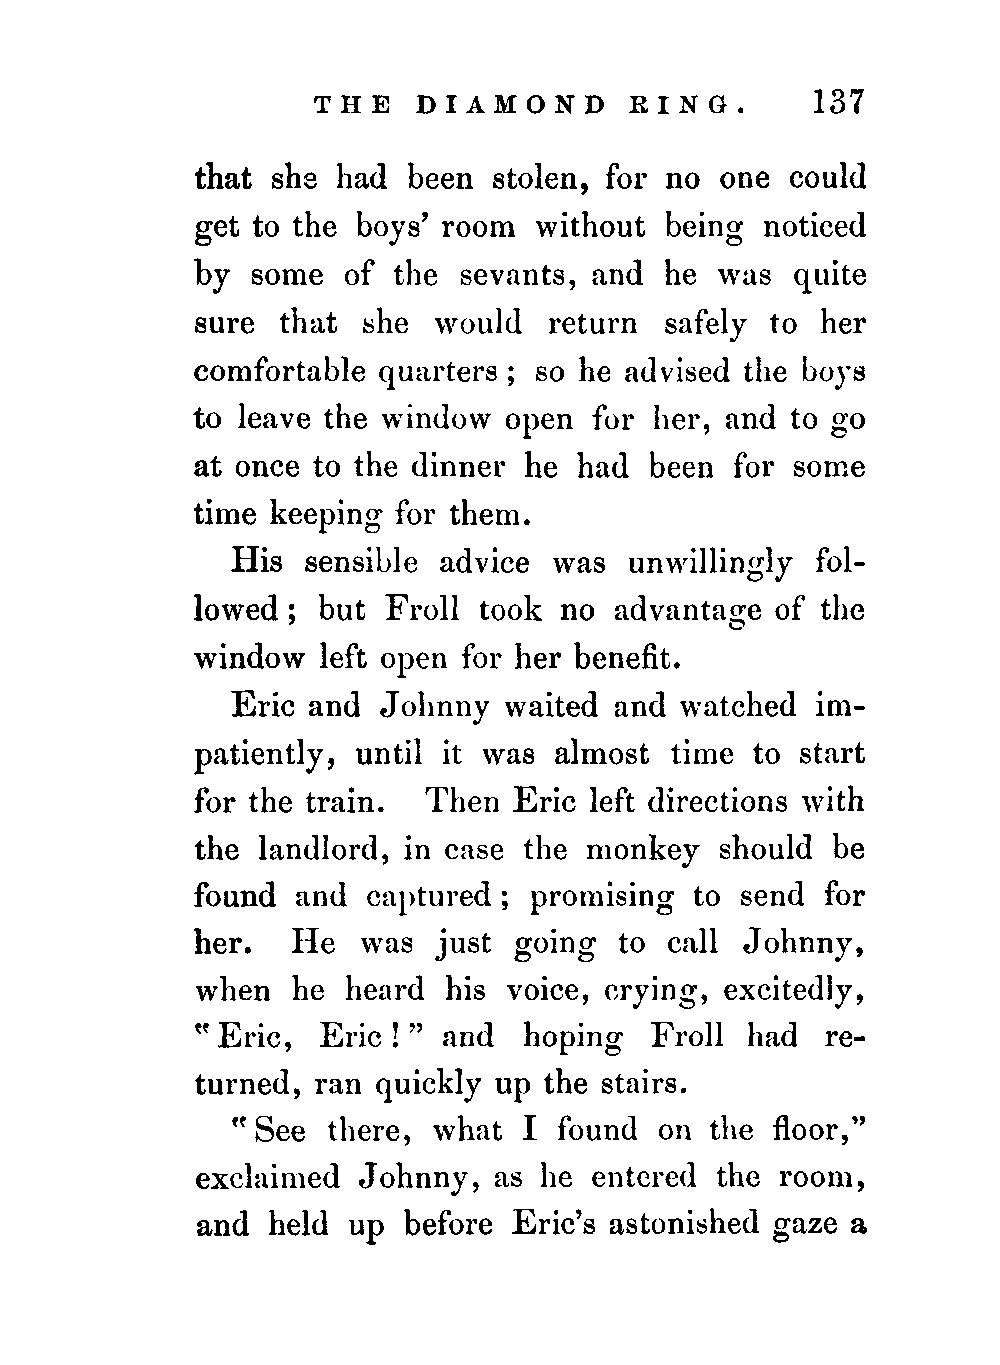 THE DIAMOND RING. 137
that she had been stolen, for no one could
get to the boys' room without being noticed
by some of the sevants, and he was quite
sure that she would return safely to her
comfortable quarters ; so he advised the boys
to leave the window open for her, and to go
at once to the dinner he had been for some
time keeping for them.
His sensible advice was unwillingly fol-
lowed ; but Froll took no advantage of the
window left open for her benefit.
Eric and Johnny waited and watched im-
patiently, until it was almost time to start
for the train. Then Eric left directions with
the landlord, in case the monkey should be
found and captured ; promising to send for
her. He was just going to call Johnny,
when he heard his voice, crying, excitedly,
"Eric, Eric ! " and hoping Froll had re-
turned, ran quickly up the stairs.
"See there, what I found on the floor,"
exclaimed Johnny, as he entered the room,
and held up before Eric's astonished gaze a